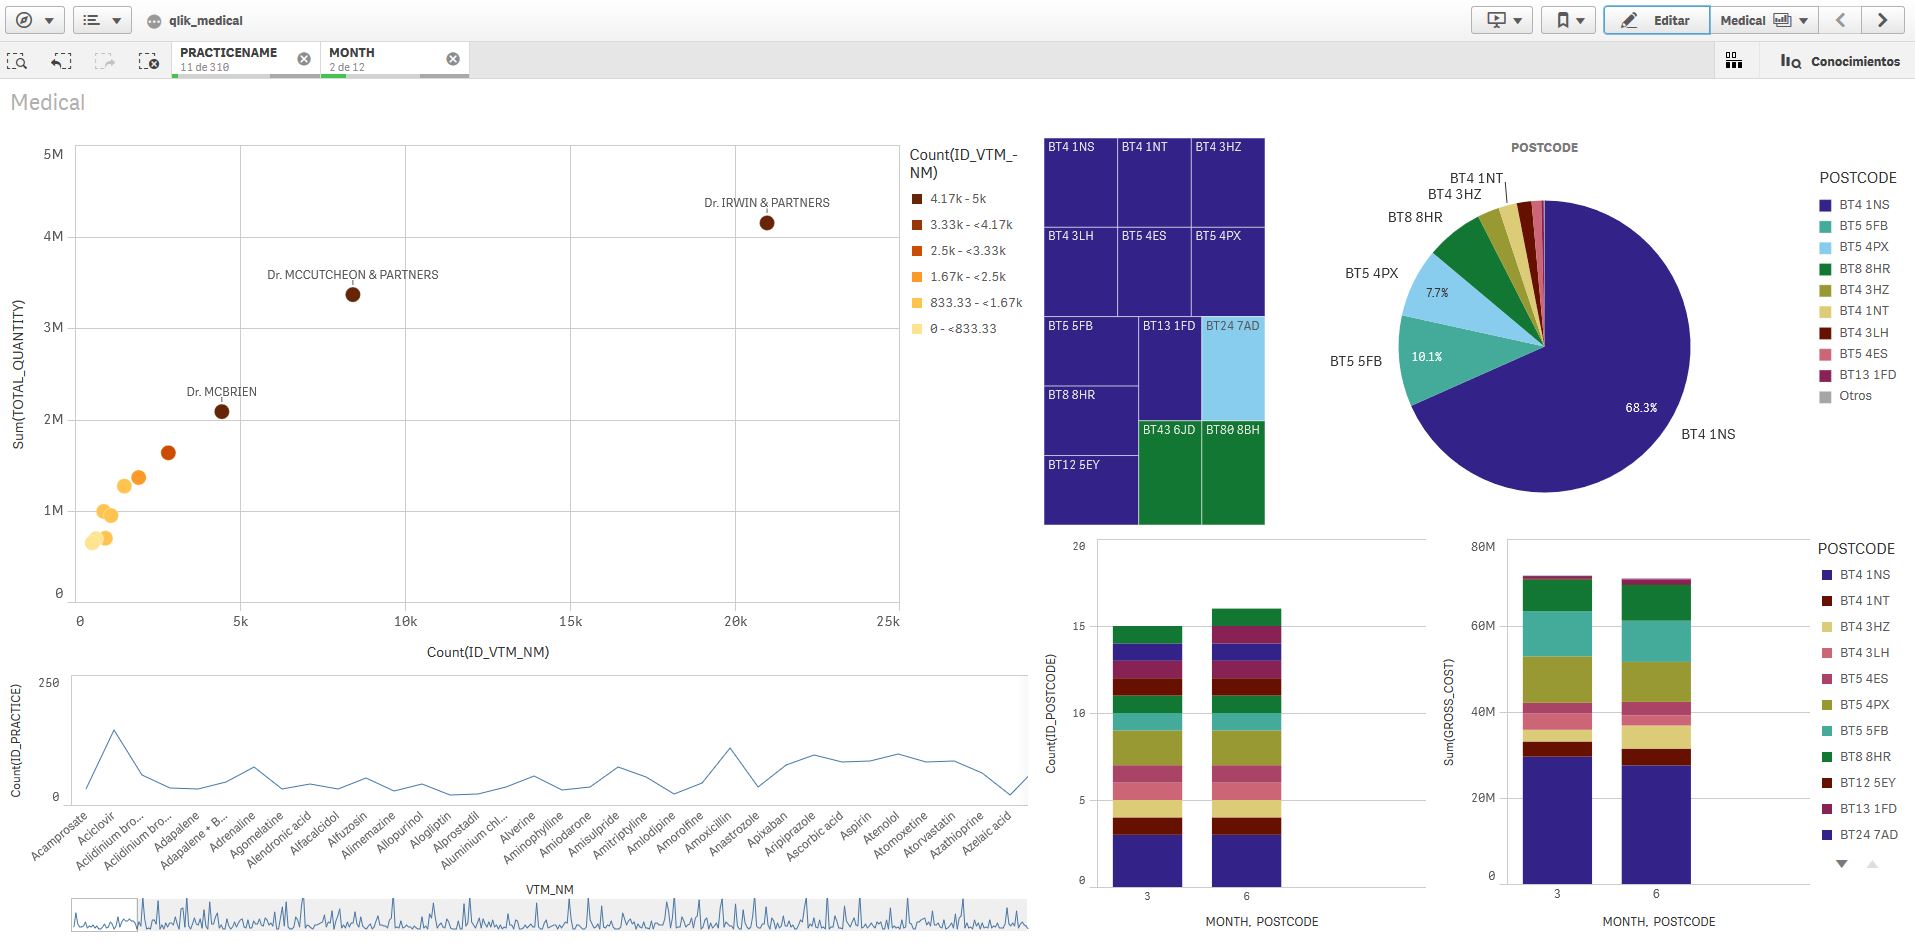 qlik_medical
Editar
Medical
PRACTICENAME
11 de 310
MONTH
2 de 12
Conocimientos
Medical
Sum(TOTAL_QUANTITY)
5M
4M
3M
2M
1M
0
Dr. IRWIN & PARTNERS
Dr. MCCUTCHEON & PARTNERS
Dr. MCBRIEN
0
5k
10k
15k
20k
25k
Count(ID_VTM_NM)
Count(ID_VTM_-
NM)
4.17k - 5k
3.33k - <4.17k
2.5k - <3.33k
1.67k - <2.5k
833.33 - <1.67k
0 - <833.33
BT4 1NS
BT4 1NT
BT4 3HZ
BT4 3LH
BT5 4ES
BT5 4PX
BT5 5FB
BT13 1FD
BT24 7AD
BT8 8HR
BT43 6JD
BT80 8BH
BT12 5EY
POSTCODE
BT4 1NT
BT4 3HZ
BT8 8HR
BT5 4PX
7.7%
BT5 5FB
10.1%
68.3%
BT4 1NS
POSTCODE
BT4 1NS
BT5 5FB
BT5 4PX
BT8 8HR
BT4 3HZ
BT4 1NT
BT4 3LH
BT5 4ES
BT13 1FD
Otros
Count(ID_PRACTICE)
250
0
Acamprosate
Aciclovir
Aclidinium bro...
Aclidinium bro...
Adapalene
Adapalene + B...
Adrenaline
Agomelatine
Alendronic acid
Alfacalcidol
Alfuzosin
Alimemazine
Allopurinol
Alogliptin
Alprostadil
Aluminium chl...
Alverine
Aminophylline
Amiodarone
Amisulpride
Amitriptyline
Amlodipine
Amorolfine
Amoxicillin
Anastrozole
Apixaban
Aripiprazole
Ascorbic acid
Aspirin
Atenolol
Atomoxetine
Atorvastatin
Azathioprine
Azelaic acid
VTM_NM
Count(ID_POSTCODE)
20
15
10
5
0
3
6
MONTH, POSTCODE
Sum(GROSS_COST)
80M
60M
40M
20M
0
3
6
MONTH, POSTCODE
POSTCODE
BT4 1NS
BT4 1NT
BT4 3HZ
BT4 3LH
BT5 4ES
BT5 4PX
BT5 5FB
BT8 8HR
BT12 5EY
BT13 1FD
BT24 7AD